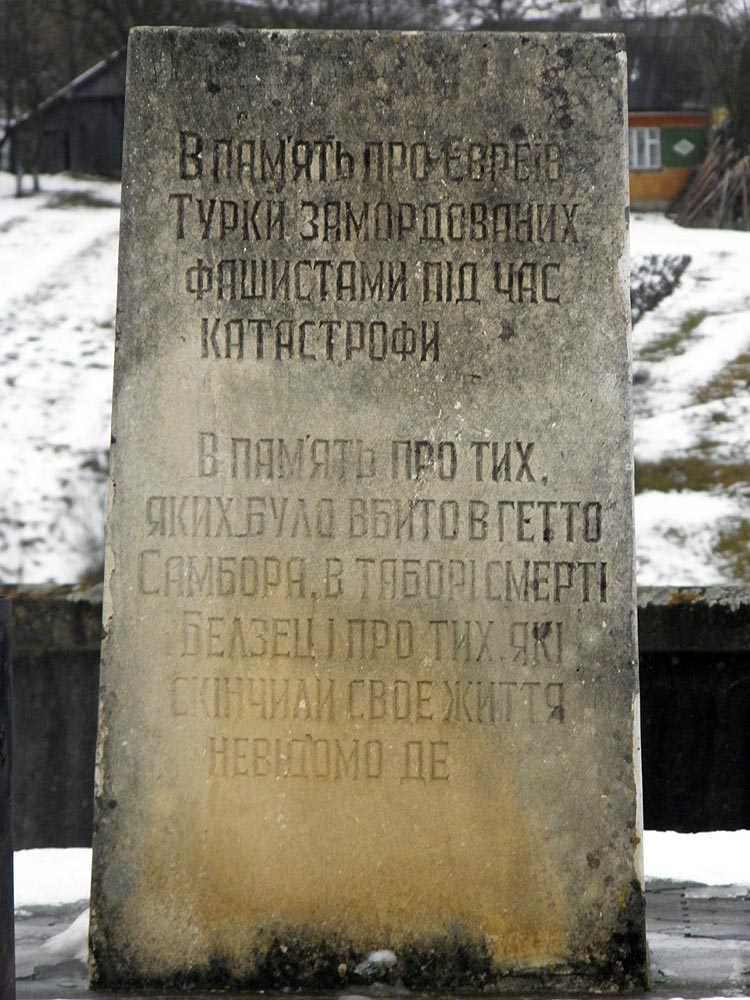 В ПАМ'ЯТЬ ПРО ЄВРЕЇВ
ТУРКИ ЗАМОРДОВАНИХ
ФАШИСТАМИ ПІД ЧАС
КАТАСТРОФИ
В ПАМ'ЯТЬ ПРО ТИХ,
ЯКИХ БУЛО ВБИТО В ГЕТТО
САМБОРА, В ТАБОРІ СМЕРТІ
БЕЛЗЕЦ І ПРО ТИХ, ЯКІ
СКІНЧИЛИ СВОЕ ЖИТТЯ
НЕВІДОМО ДЕ